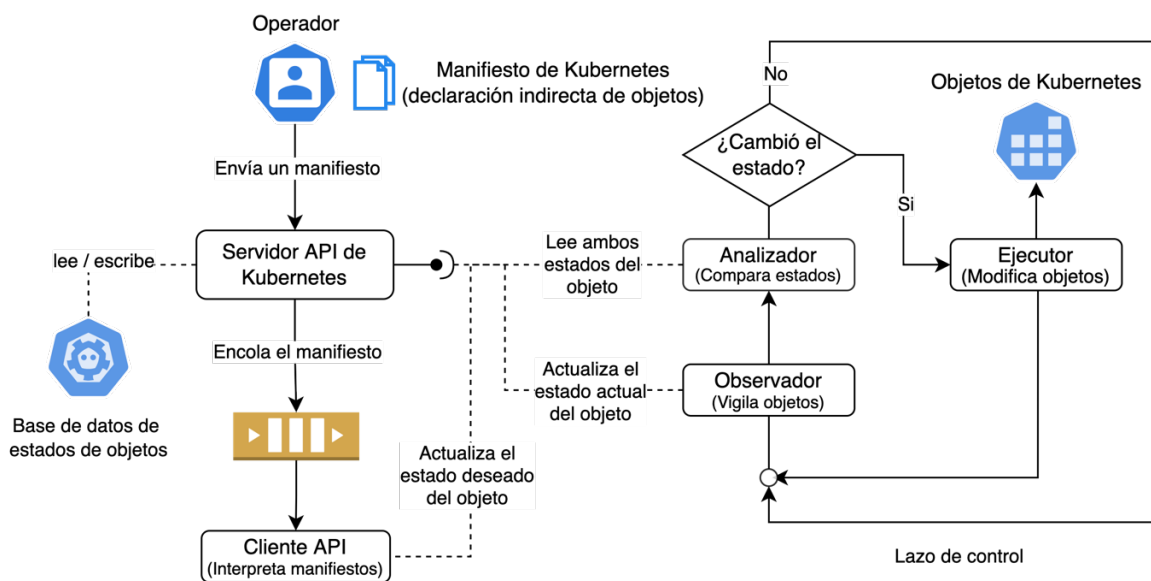 Operador
Manifiesto de Kubernetes
(declaración indirecta de objetos)
Envía un manifiesto
Servidor API de
Kubernetes
lee / escribe
Base de datos de
estados de objetos
Encola el manifiesto
Cliente API
(Interpreta manifiestos)
Actualiza el
estado deseado
del objeto
Lee ambos
estados del
objeto
Actualiza el
estado actual
del objeto
No
¿Cambió el
estado?
Si
Analizador
(Compara estados)
Observador
(Vigila objetos)
Objetos de Kubernetes
Ejecutor
(Modifica objetos)
Lazo de control